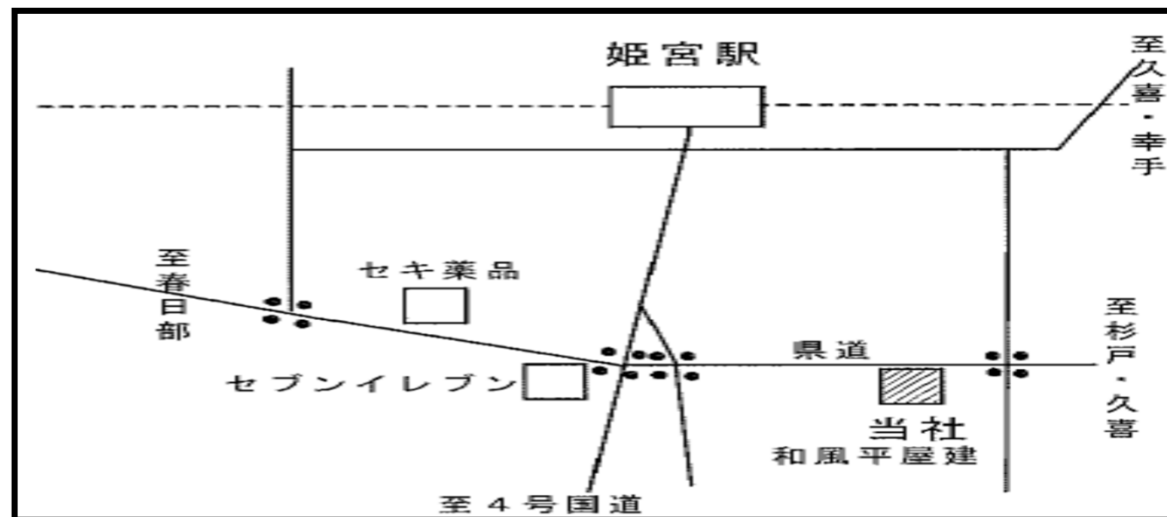 姫宮駅
至久喜・幸手
至春日部
セキ薬品
セブンイレブン
県道
至杉戸・久喜
当社
和風平屋建
至4号国道